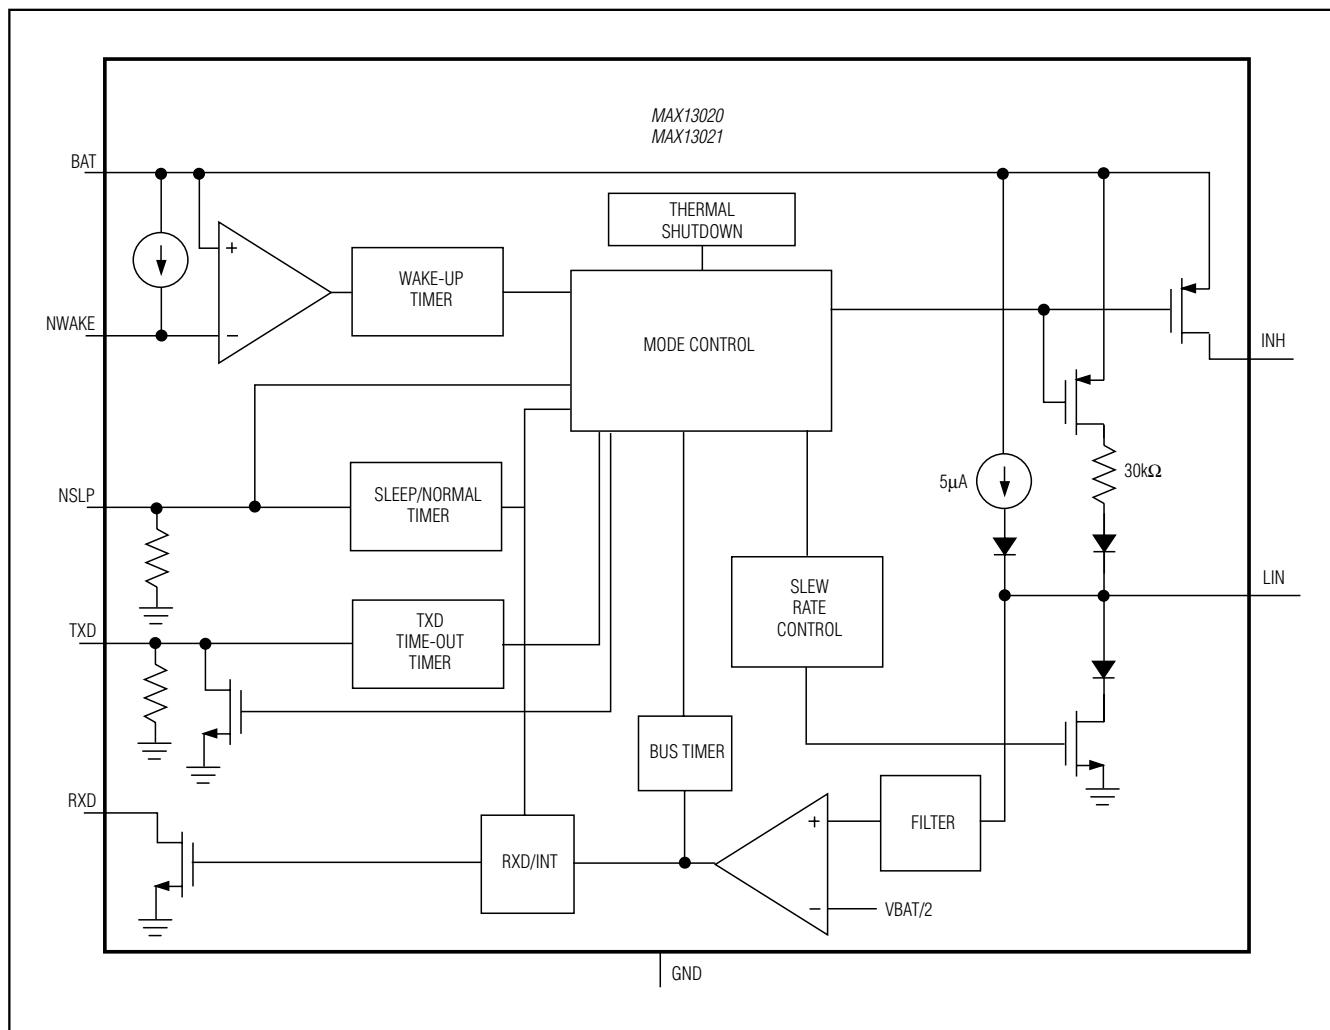 MAX13020
MAX13021
BAT
THERMAL
SHUTDOWN
+
WAKE-UP
TIMER
NWAKE
−
MODE CONTROL
INH
NSLP
SLEEP/NORMAL
TIMER
5µA
30kΩ
SLEW
RATE
CONTROL
LIN
TXD
TXD
TIME-OUT
TIMER
BUS TIMER
RXD
RXD/INT
+
FILTER
−
VBAT/2
GND